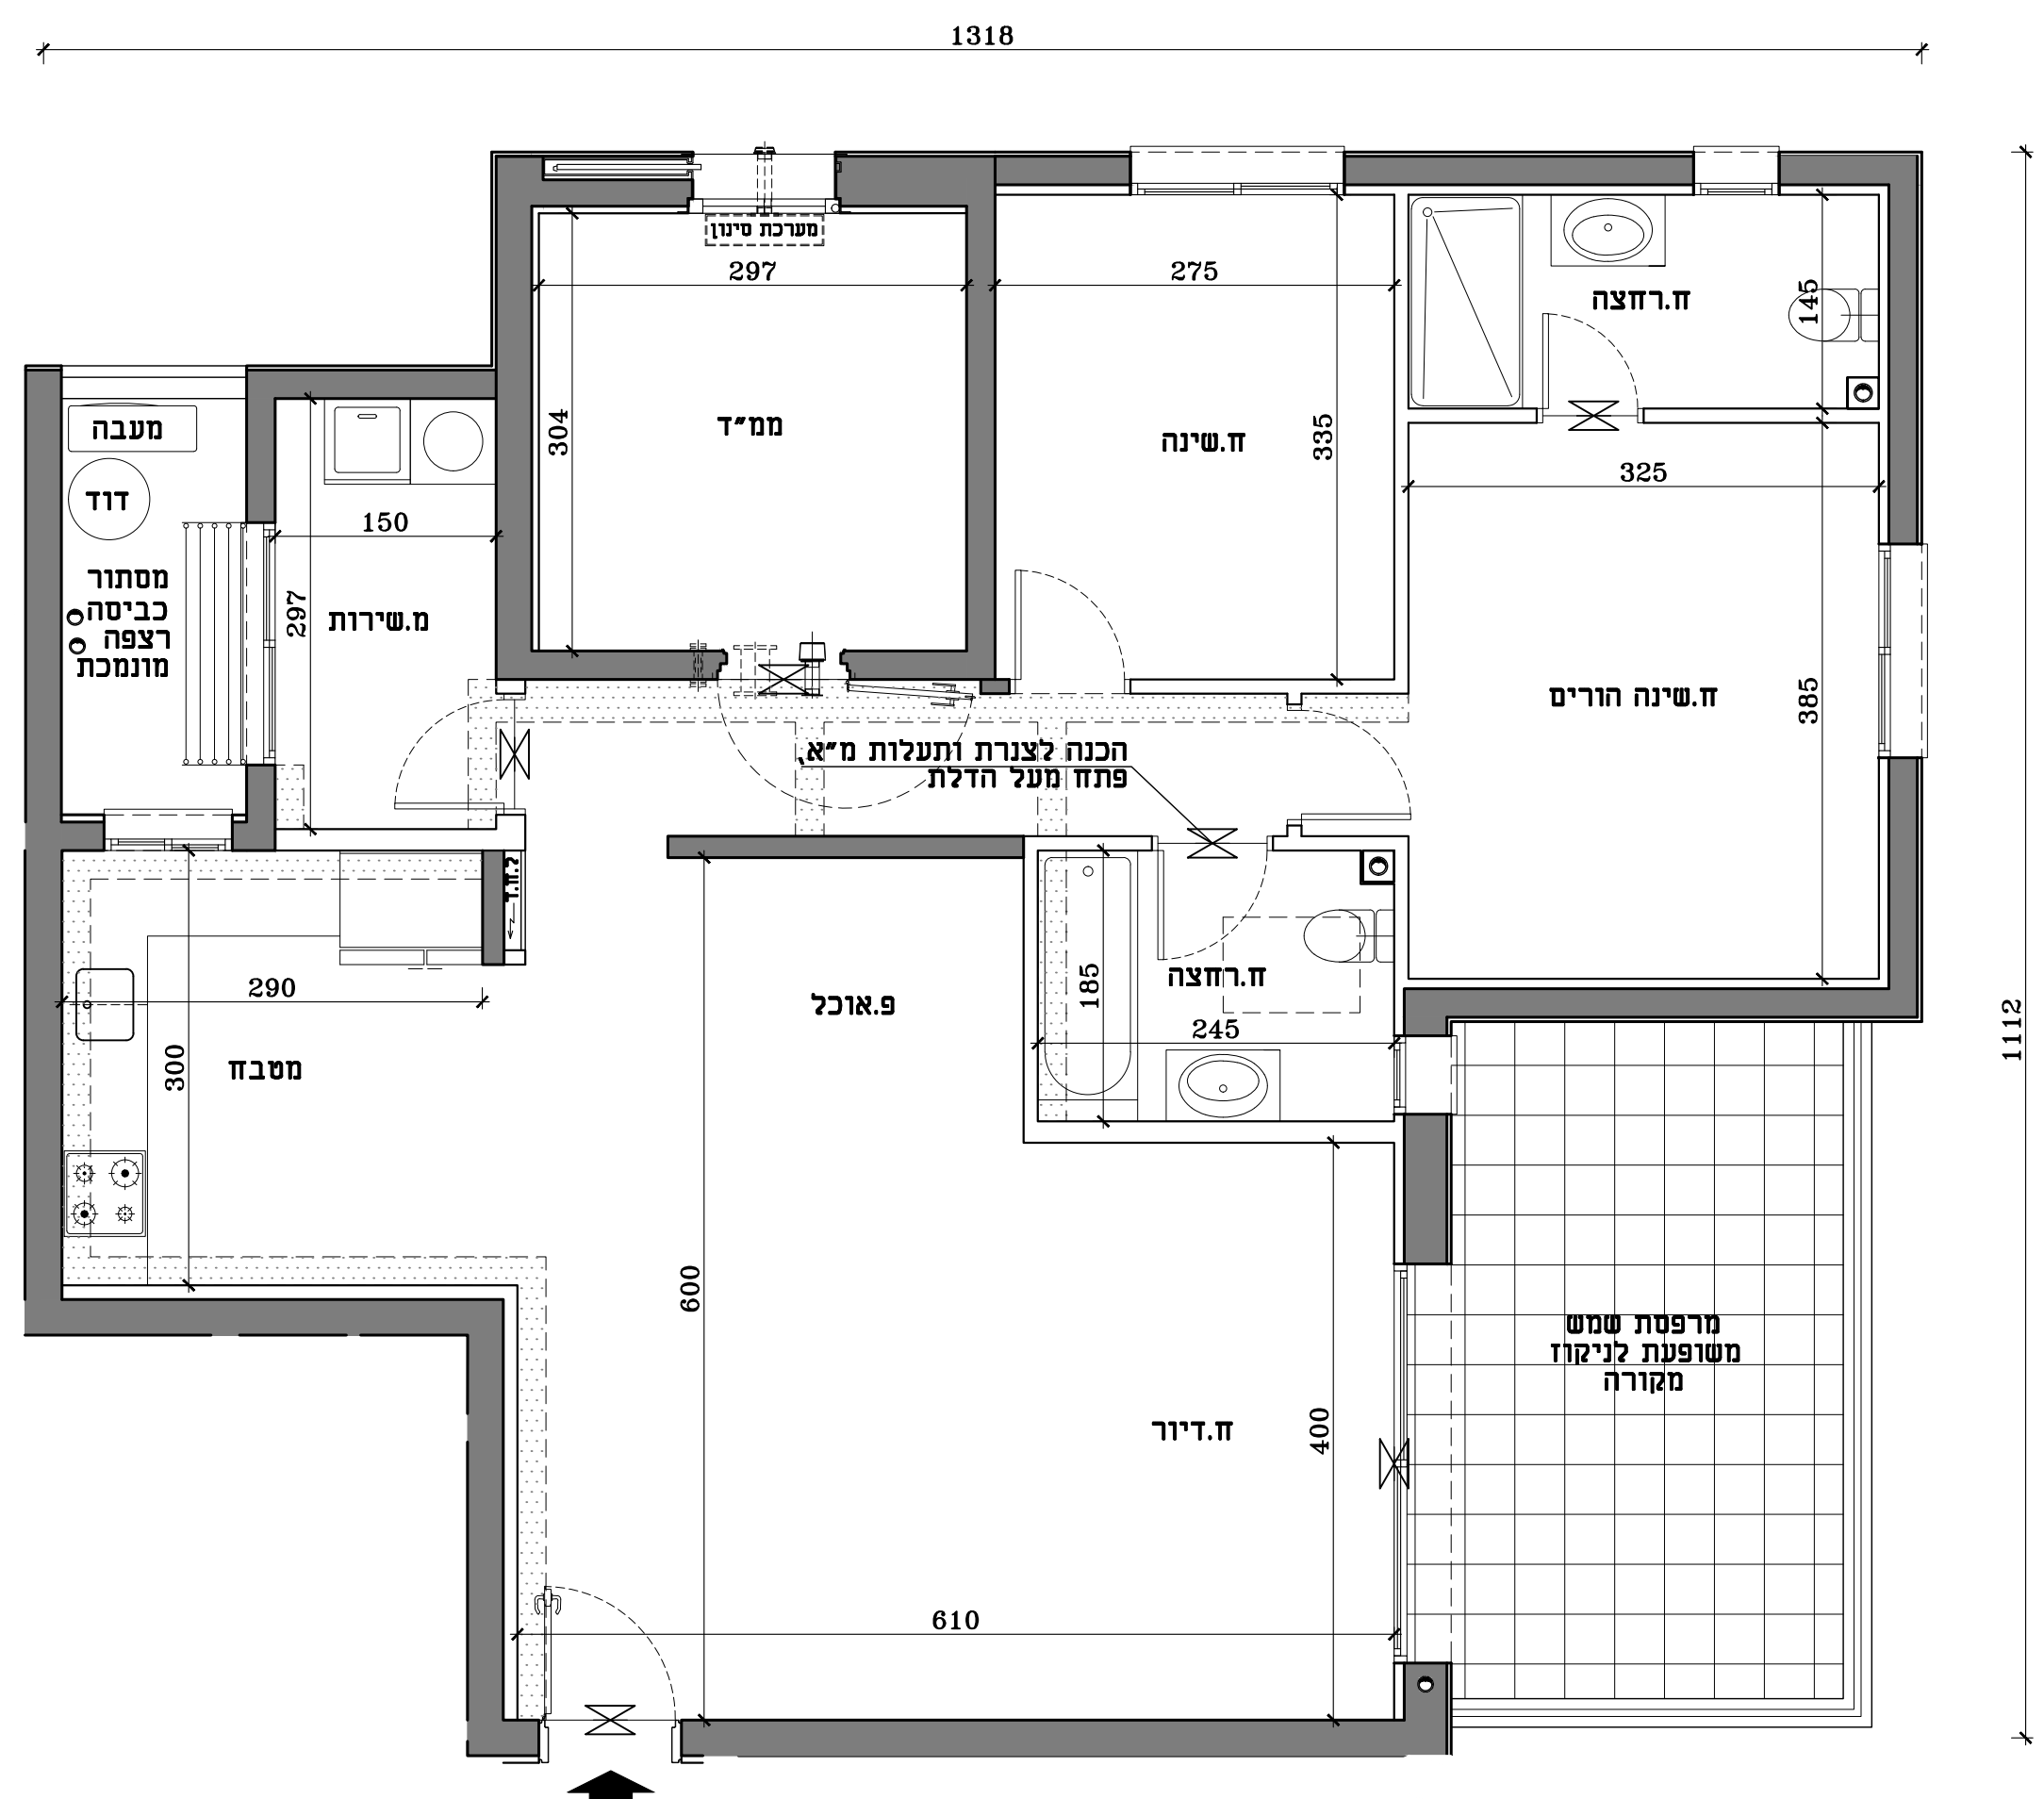 1318
מערכת סינון
297
275
ח.רחצה
145
מעבה
304
ממ״ד
ח.שינה
335
325
דוד
150
מסתור
כביסה
רצפה
מונמכת
297
מ.שירות
ח.שינה הורים
385
הכנה לצנרת ותעלות מ״א,
פתח מעל הדלת
ל.ח.ד
290
פ.אוכל
185
ח.רחצה
245
1112
300
מטבח
600
מרפסת שמש
משופעת לניקוז
מקורה
400
ח.דיור
610